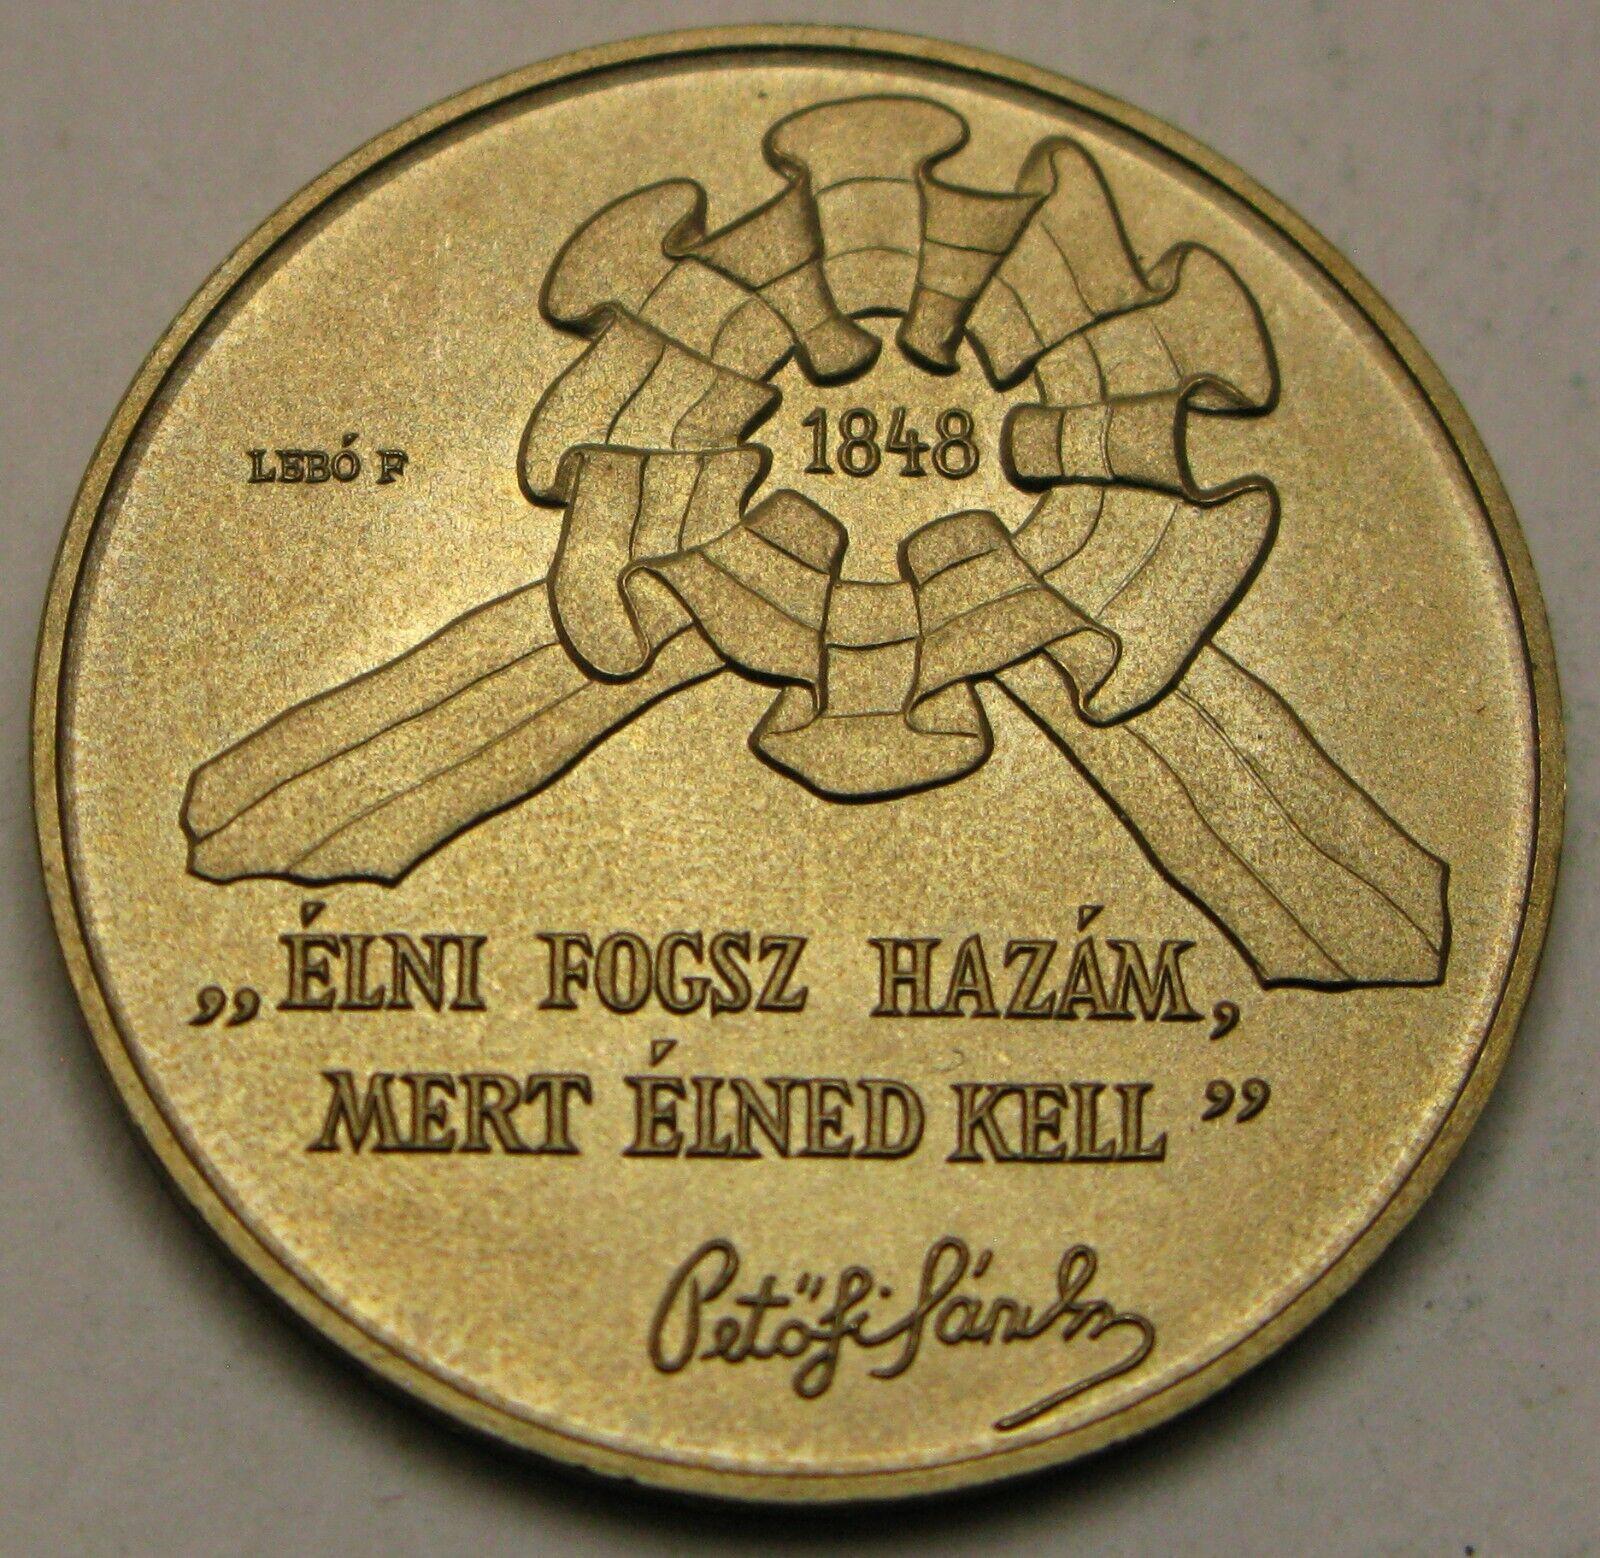 1848
LEBÓ F
„ÉLNI FOGSZ HAZÁM,
MERT ÉLNED KELL”
Petőfi Sándor